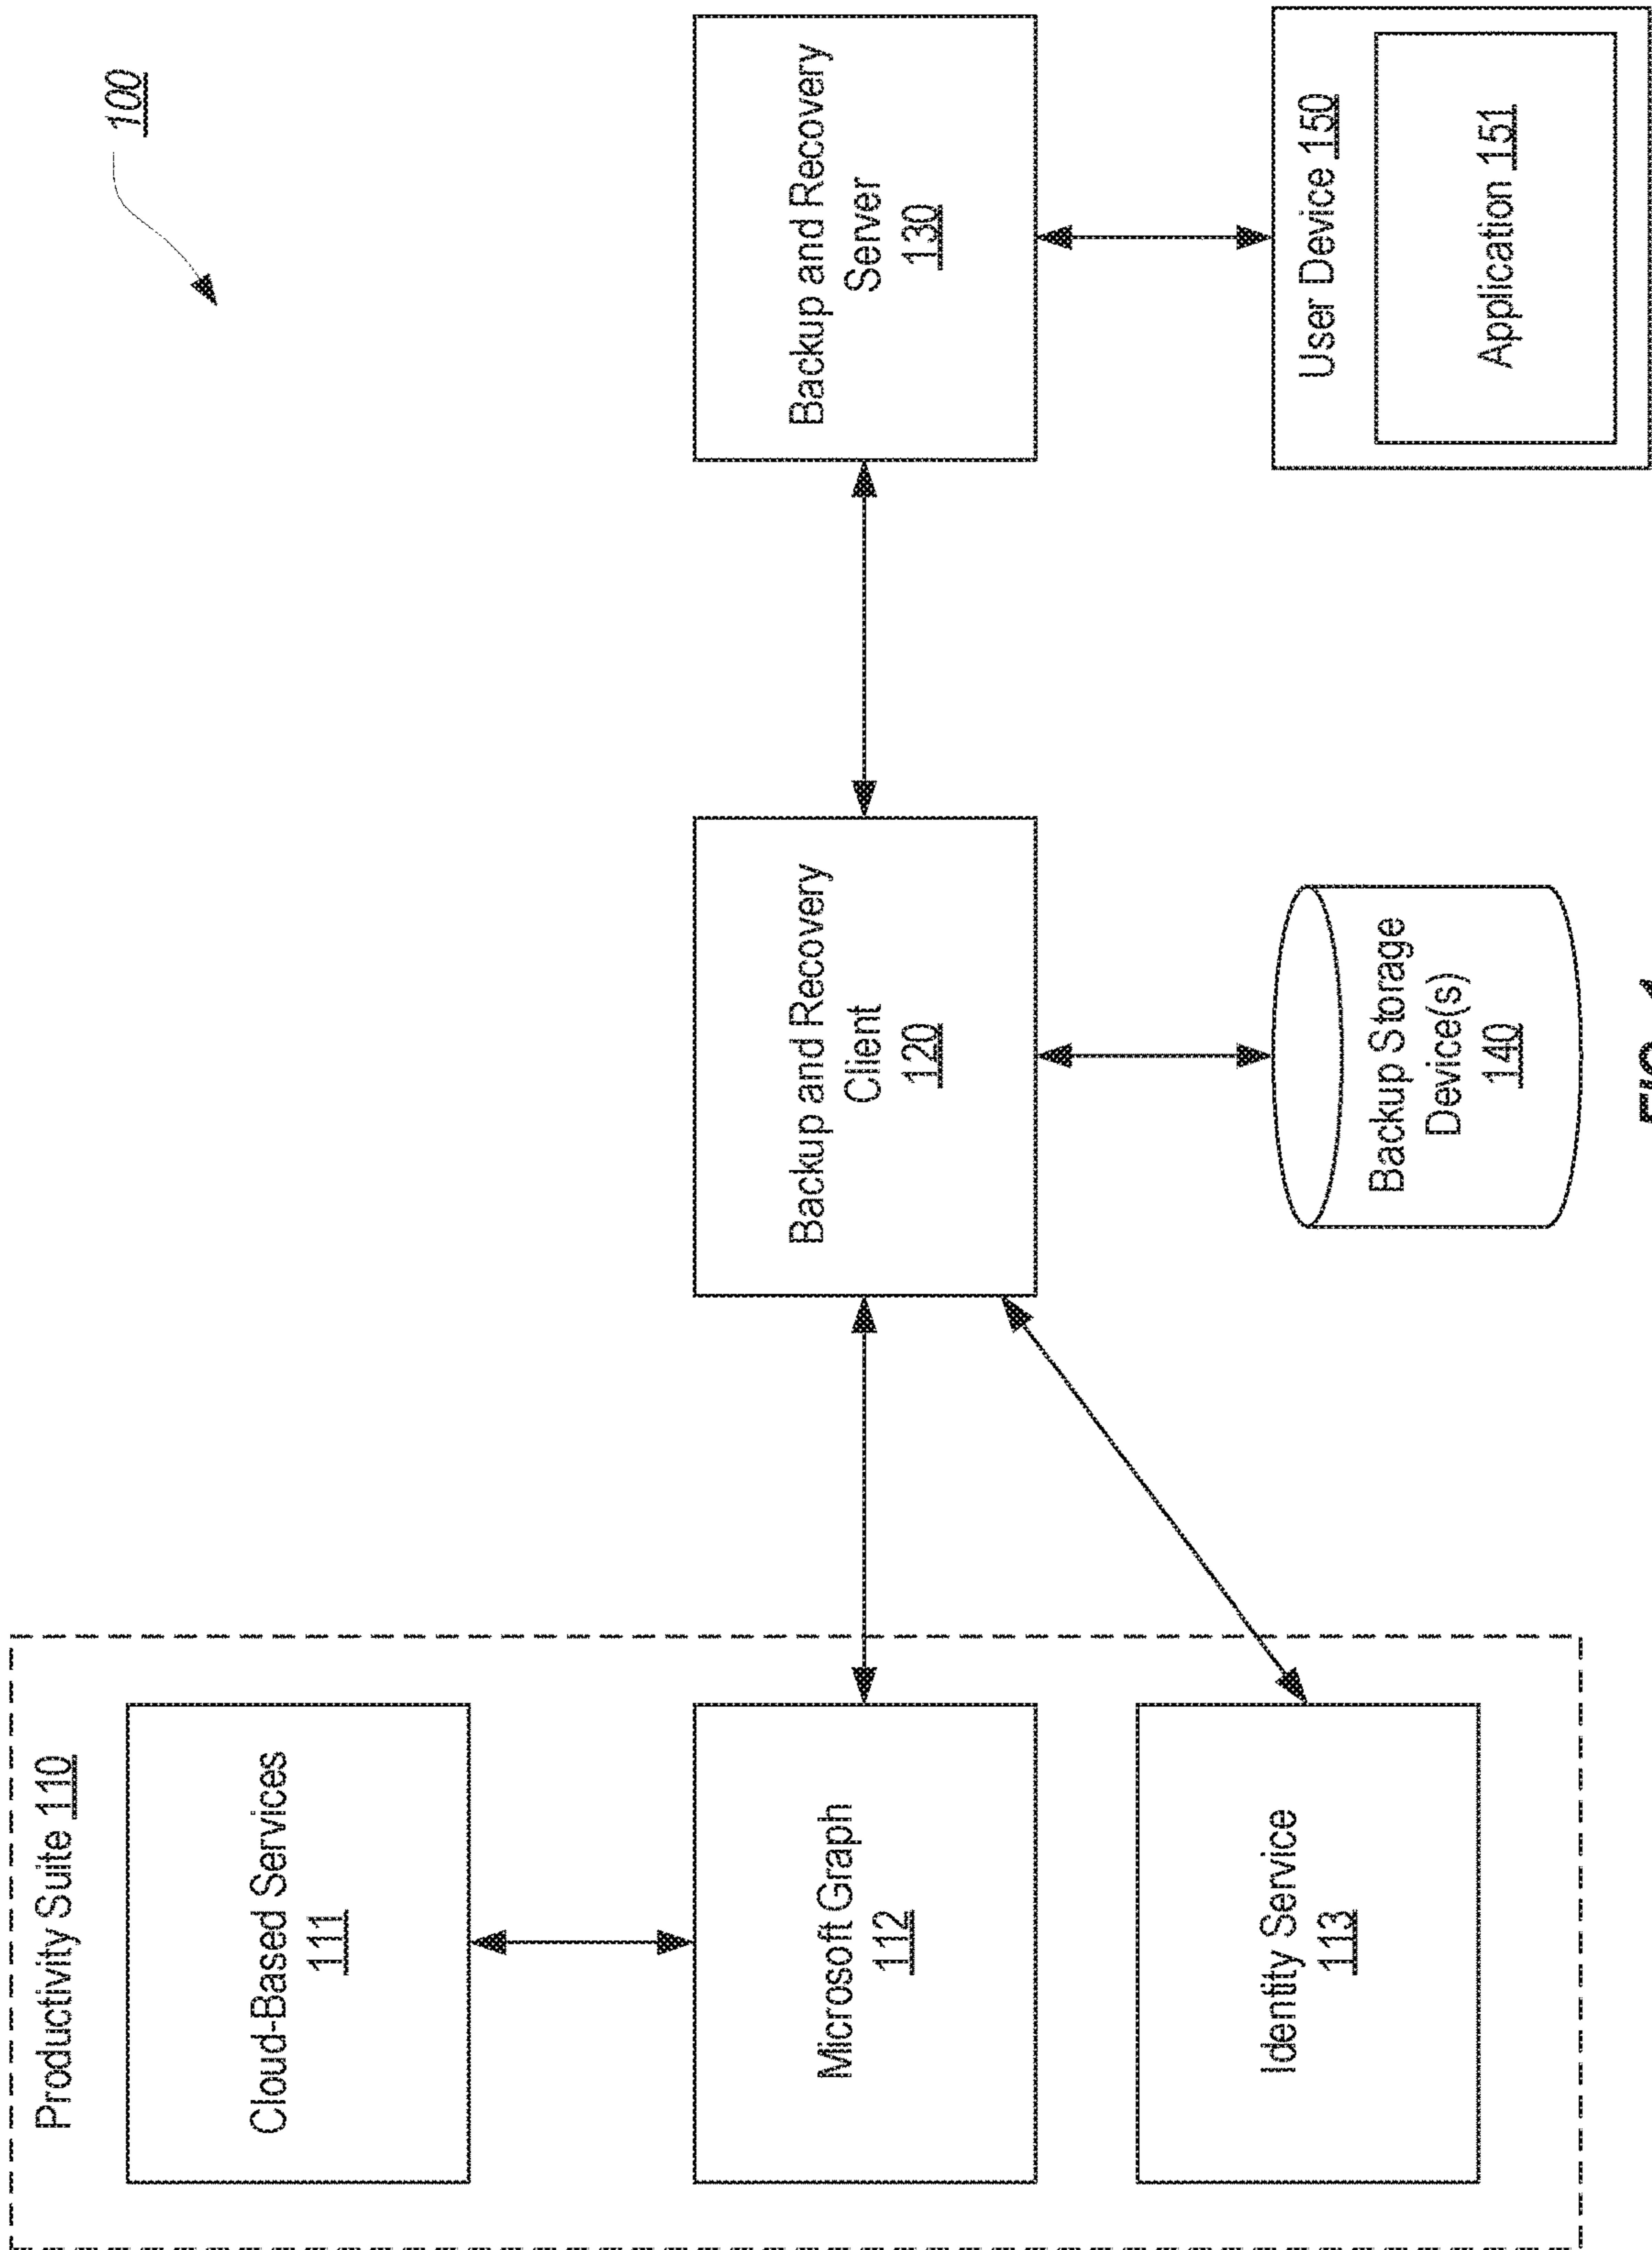 100
Productivity Suite 110
Cloud-Based Services
111
Microsoft Graph
112
Identity Service
113
Backup and Recovery
Client
120
Backup Storage
Device(s)
140
Backup and Recovery
Server
130
User Device 150
Application 151